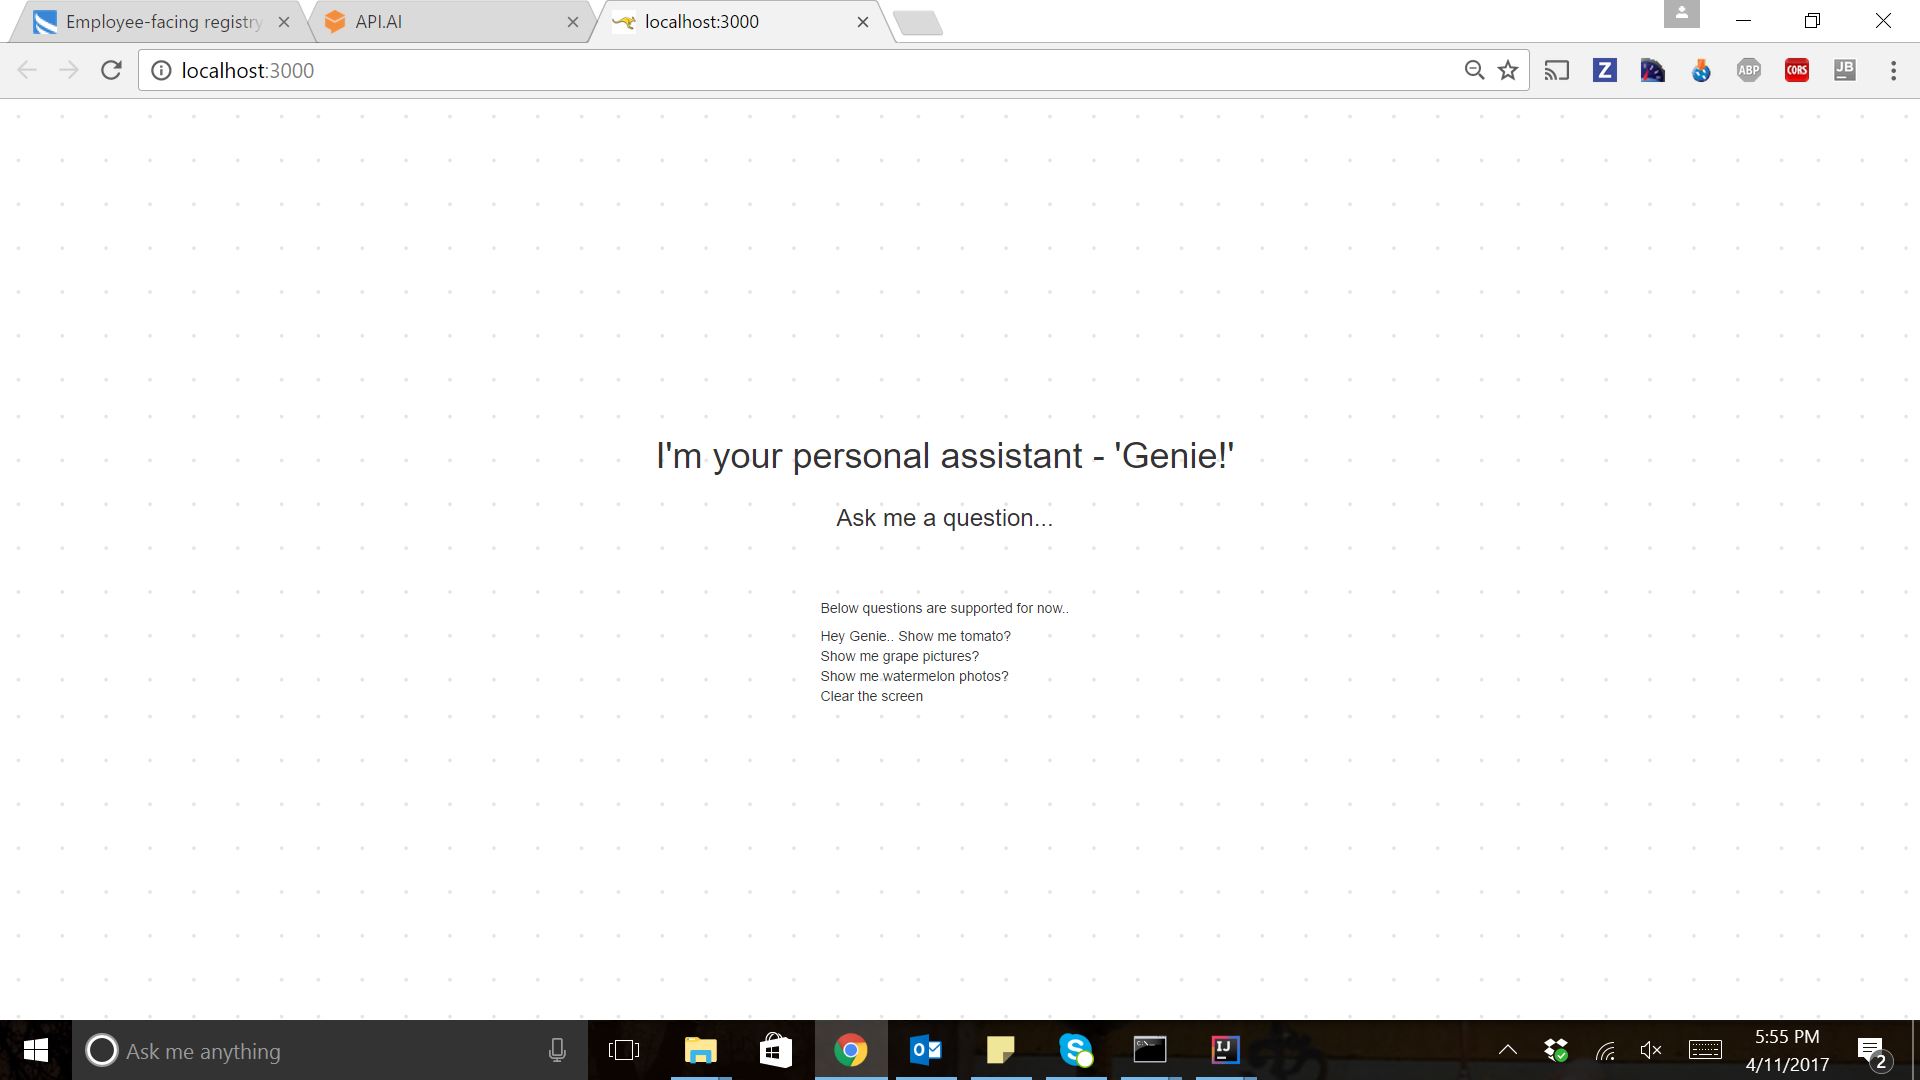 Employee-facing registry
API.AI
localhost:3000
localhost:3000
Z
ABP
CORS
JB
I'm your personal assistant - 'Genie!'
Ask me a question...
Below questions are supported for now..
Hey Genie.. Show me tomato?
Show me grape pictures?
Show me watermelon photos?
Clear the screen
Ask me anything
IJ
5:55 PM
4/11/2017
2